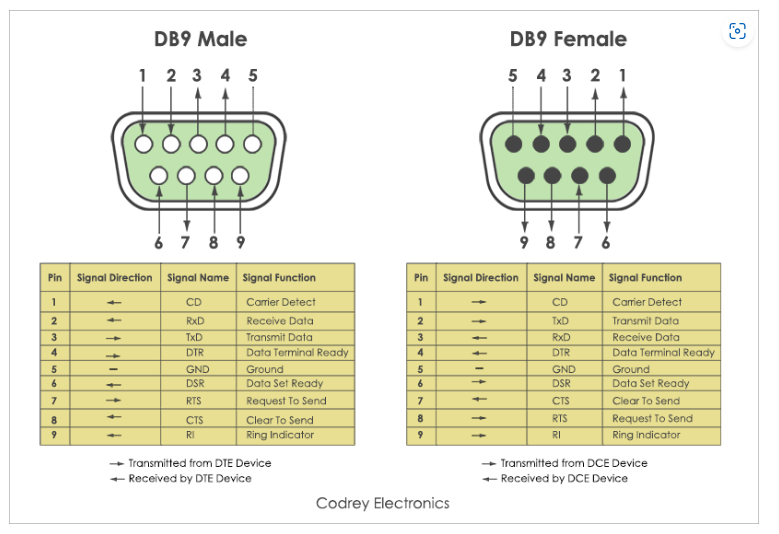 DB9 Male
DB9 Female
1 2 3 4 5
5 4 3 2 1
6 7 8 9
9 8 7 6
Pin Signal Direction Signal Name Signal Function
1 ← CD Carrier Detect
2 ← RxD Receive Data
3 → TxD Transmit Data
4 → DTR Data Terminal Ready
5 – GND Ground
6 ← DSR Data Set Ready
7 → RTS Request To Send
8 ← CTS Clear To Send
9 ← RI Ring Indicator
→ Transmitted from DTE Device
← Received by DTE Device
Pin Signal Direction Signal Name Signal Function
1 → CD Carrier Detect
2 → TxD Transmit Data
3 ← RxD Receive Data
4 ← DTR Data Terminal Ready
5 – GND Ground
6 → DSR Data Set Ready
7 ← CTS Clear To Send
8 → RTS Request To Send
9 → RI Ring Indicator
→ Transmitted from DCE Device
← Received by DCE Device
Codrey Electronics